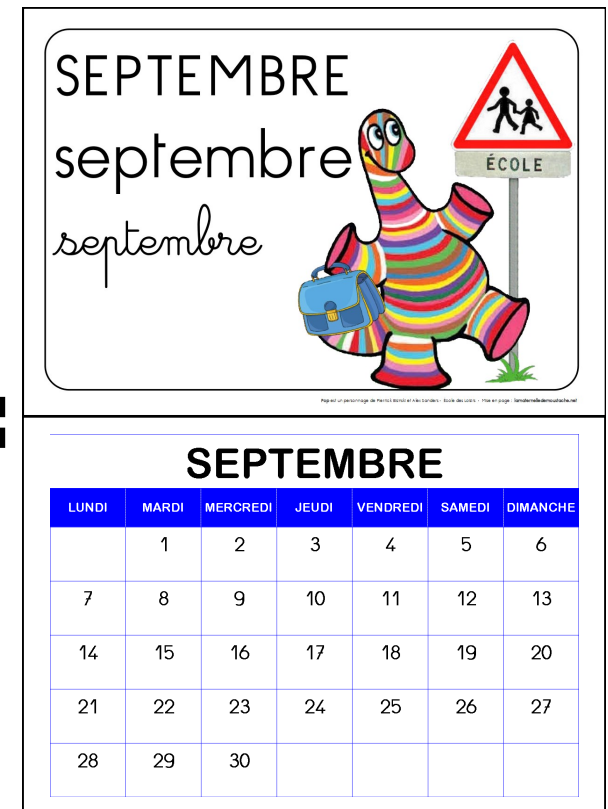 SEPTEMBRE
septembre
septembre
ÉCOLE
SEPTEMBRE
LUNDI MARDI MERCREDI JEUDI VENDREDI SAMEDI DIMANCHE
1 2 3 4 5 6
7 8 9 10 11 12 13
14 15 16 17 18 19 20
21 22 23 24 25 26 27
28 29 30